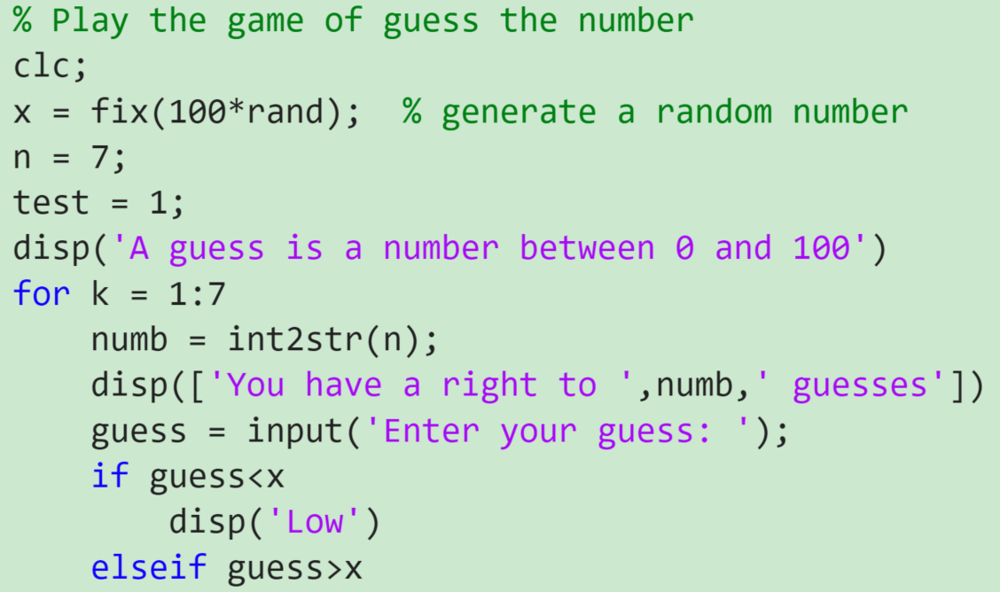 % Play the game of guess the number
clc;
x = fix(100*rand);  % generate a random number
n = 7;
test = 1;
disp('A guess is a number between 0 and 100')
for k = 1:7
    numb = int2str(n);
    disp(['You have a right to ',numb,' guesses'])
    guess = input('Enter your guess: ');
    if guess<x
        disp('Low')
    elseif guess>x